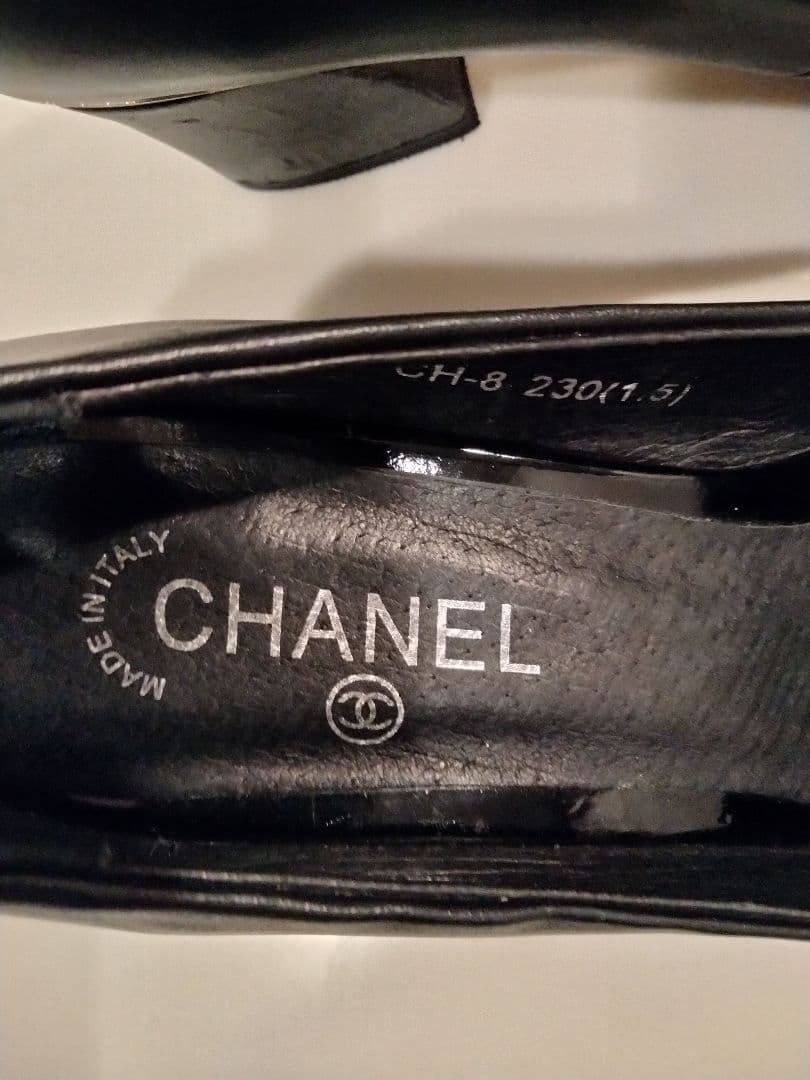 CH-8 230(1.5)
MADE IN ITALY
CHANEL